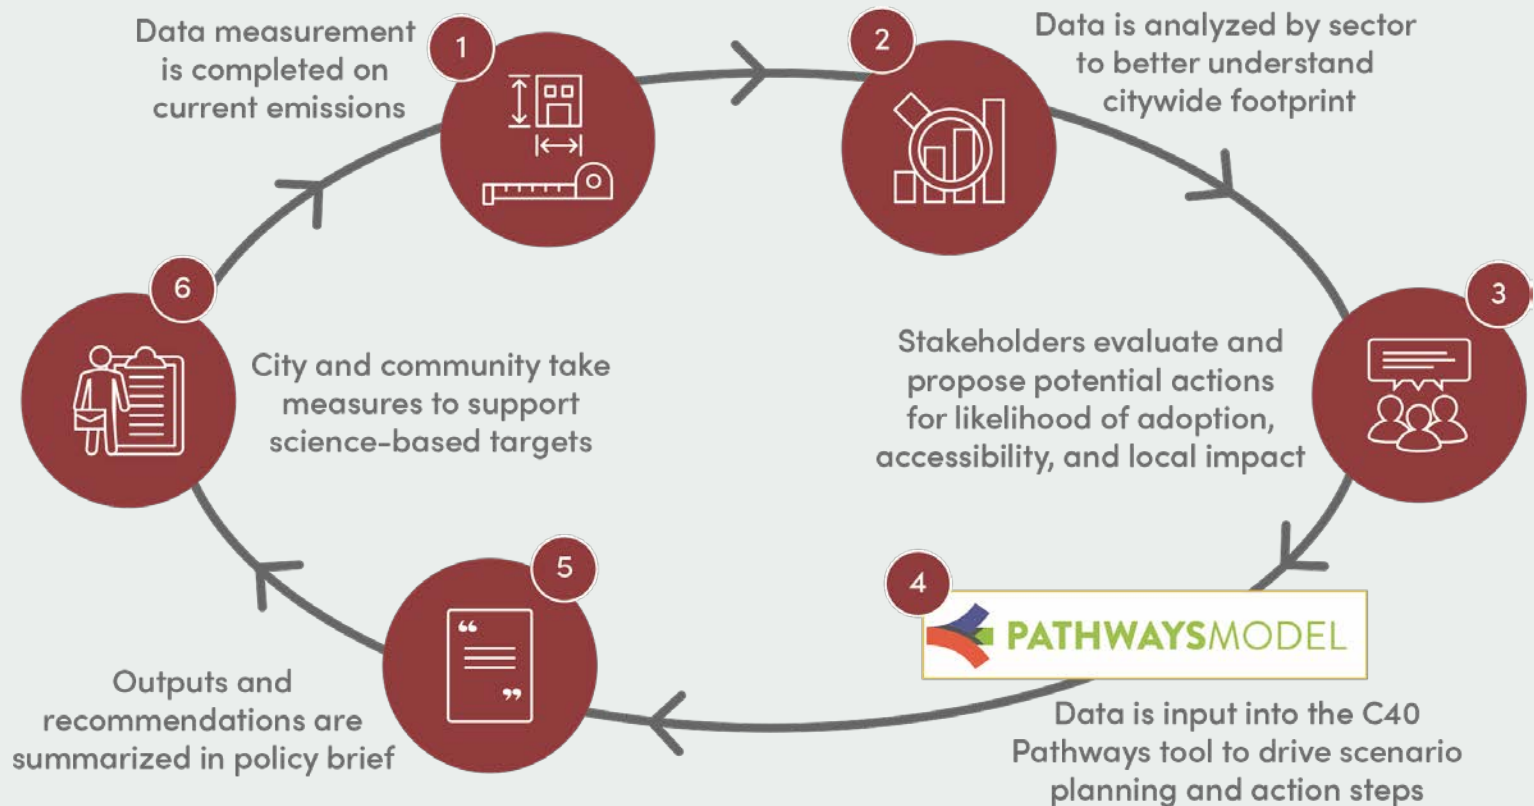 1
Data measurement
is completed on
current emissions
2
Data is analyzed by sector
to better understand
citywide footprint
3
Stakeholders evaluate and
propose potential actions
for likelihood of adoption,
accessibility, and local impact
4
PATHWAYSMODEL
Data is input into the C40
Pathways tool to drive scenario
planning and action steps
5
Outputs and
recommendations are
summarized in policy brief
6
City and community take
measures to support
science-based targets